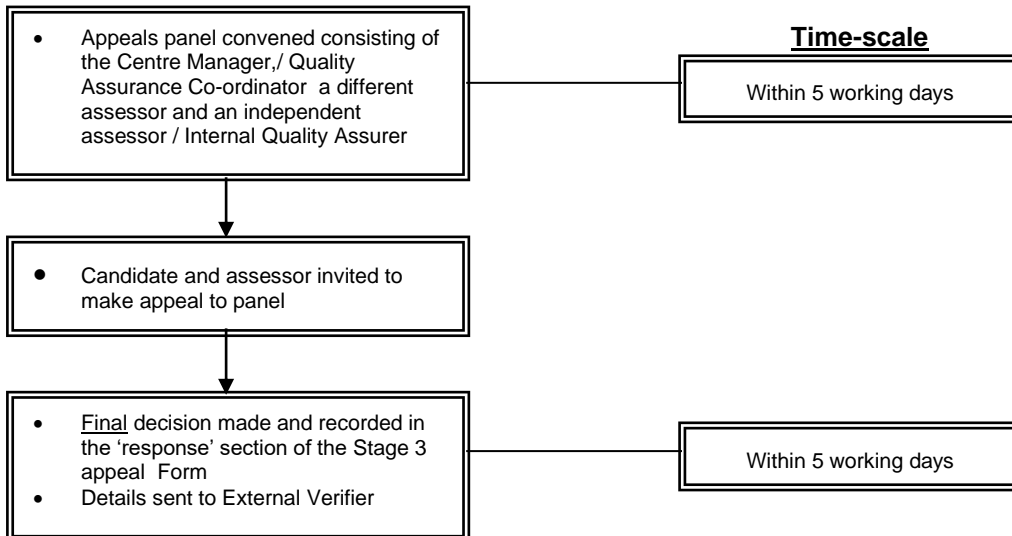 Time-scale
• Appeals panel convened consisting of
the Centre Manager,/ Quality
Assurance Co-ordinator a different
assessor and an independent
assessor / Internal Quality Assurer
Within 5 working days
• Candidate and assessor invited to
make appeal to panel
• Final decision made and recorded in
the ‘response’ section of the Stage 3
appeal Form
• Details sent to External Verifier
Within 5 working days